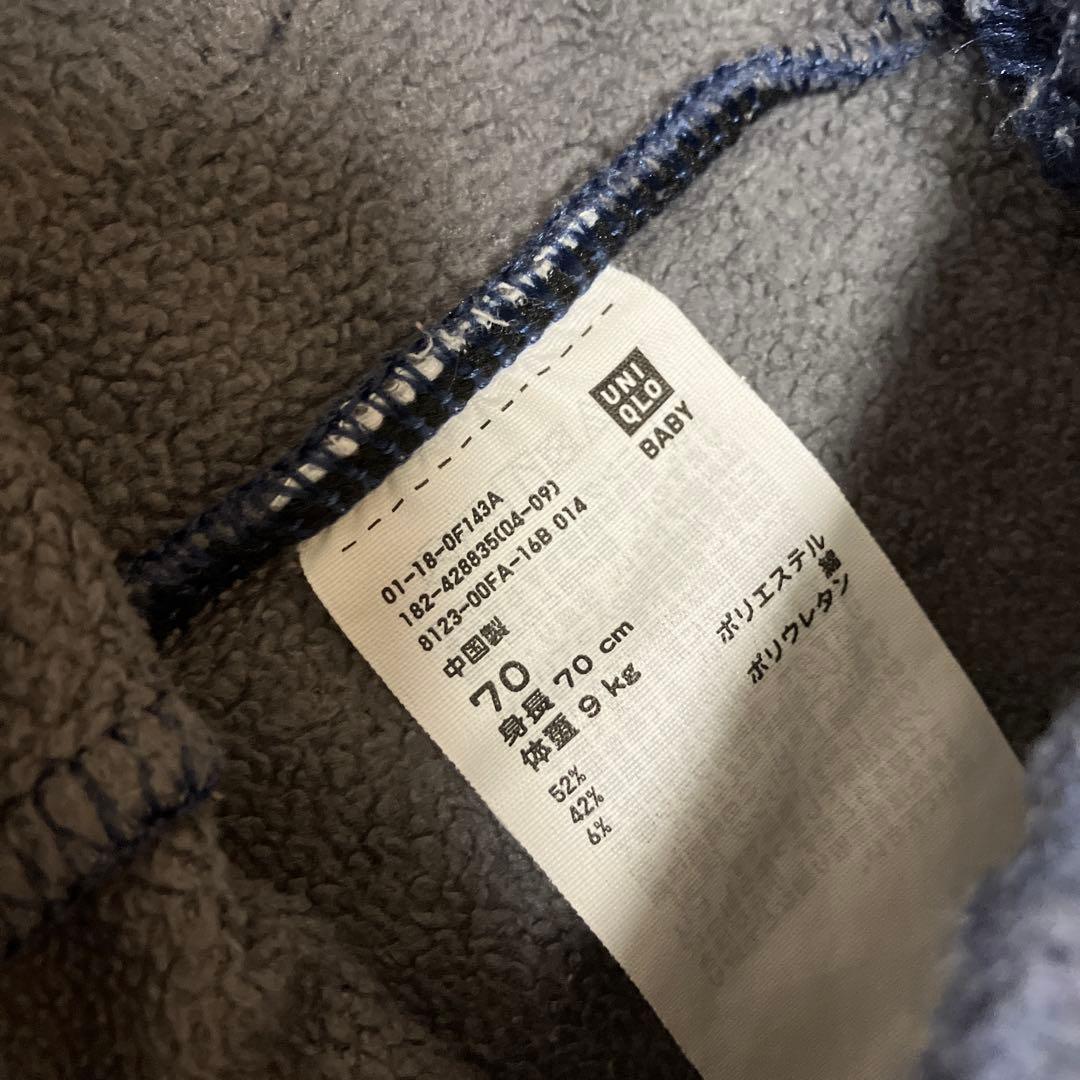 UNI
QLO
BABY
01-18-0F143A
182-428835(04-09)
8123-00FA-16B 014
中国製
70
身長 70 cm
体重 9 kg
52% ポリエステル
42% 綿
6% ポリウレタン